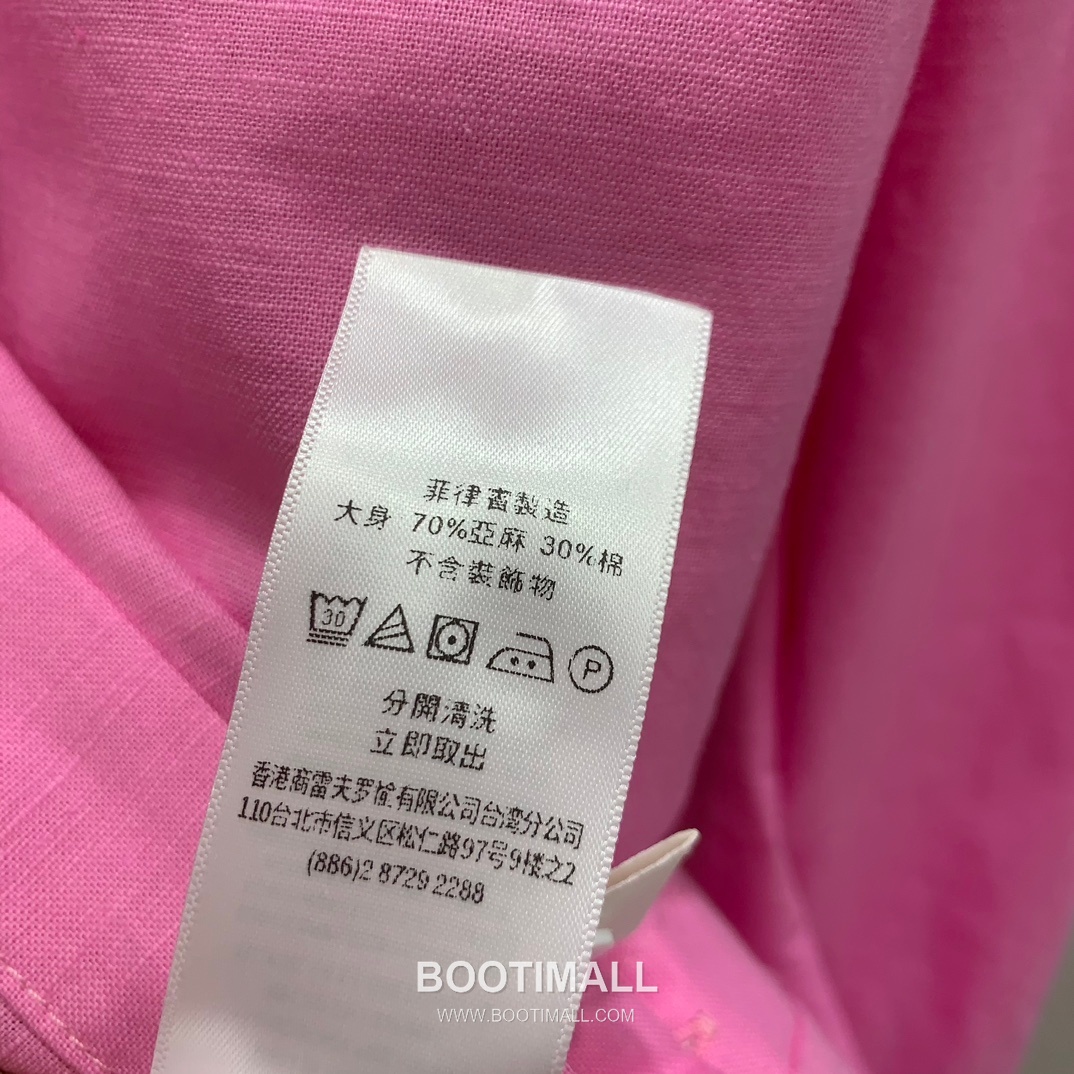 菲律賓製造
大身 70%亞麻 30%棉
不含裝飾物
30
P
分開清洗
立即取出
香港商雷夫罗倫有限公司台湾分公司
110台北市信义区松仁路97号9楼之2
(886)2 8729 2288
BOOTIMALL
WWW.BOOTIMALL.COM